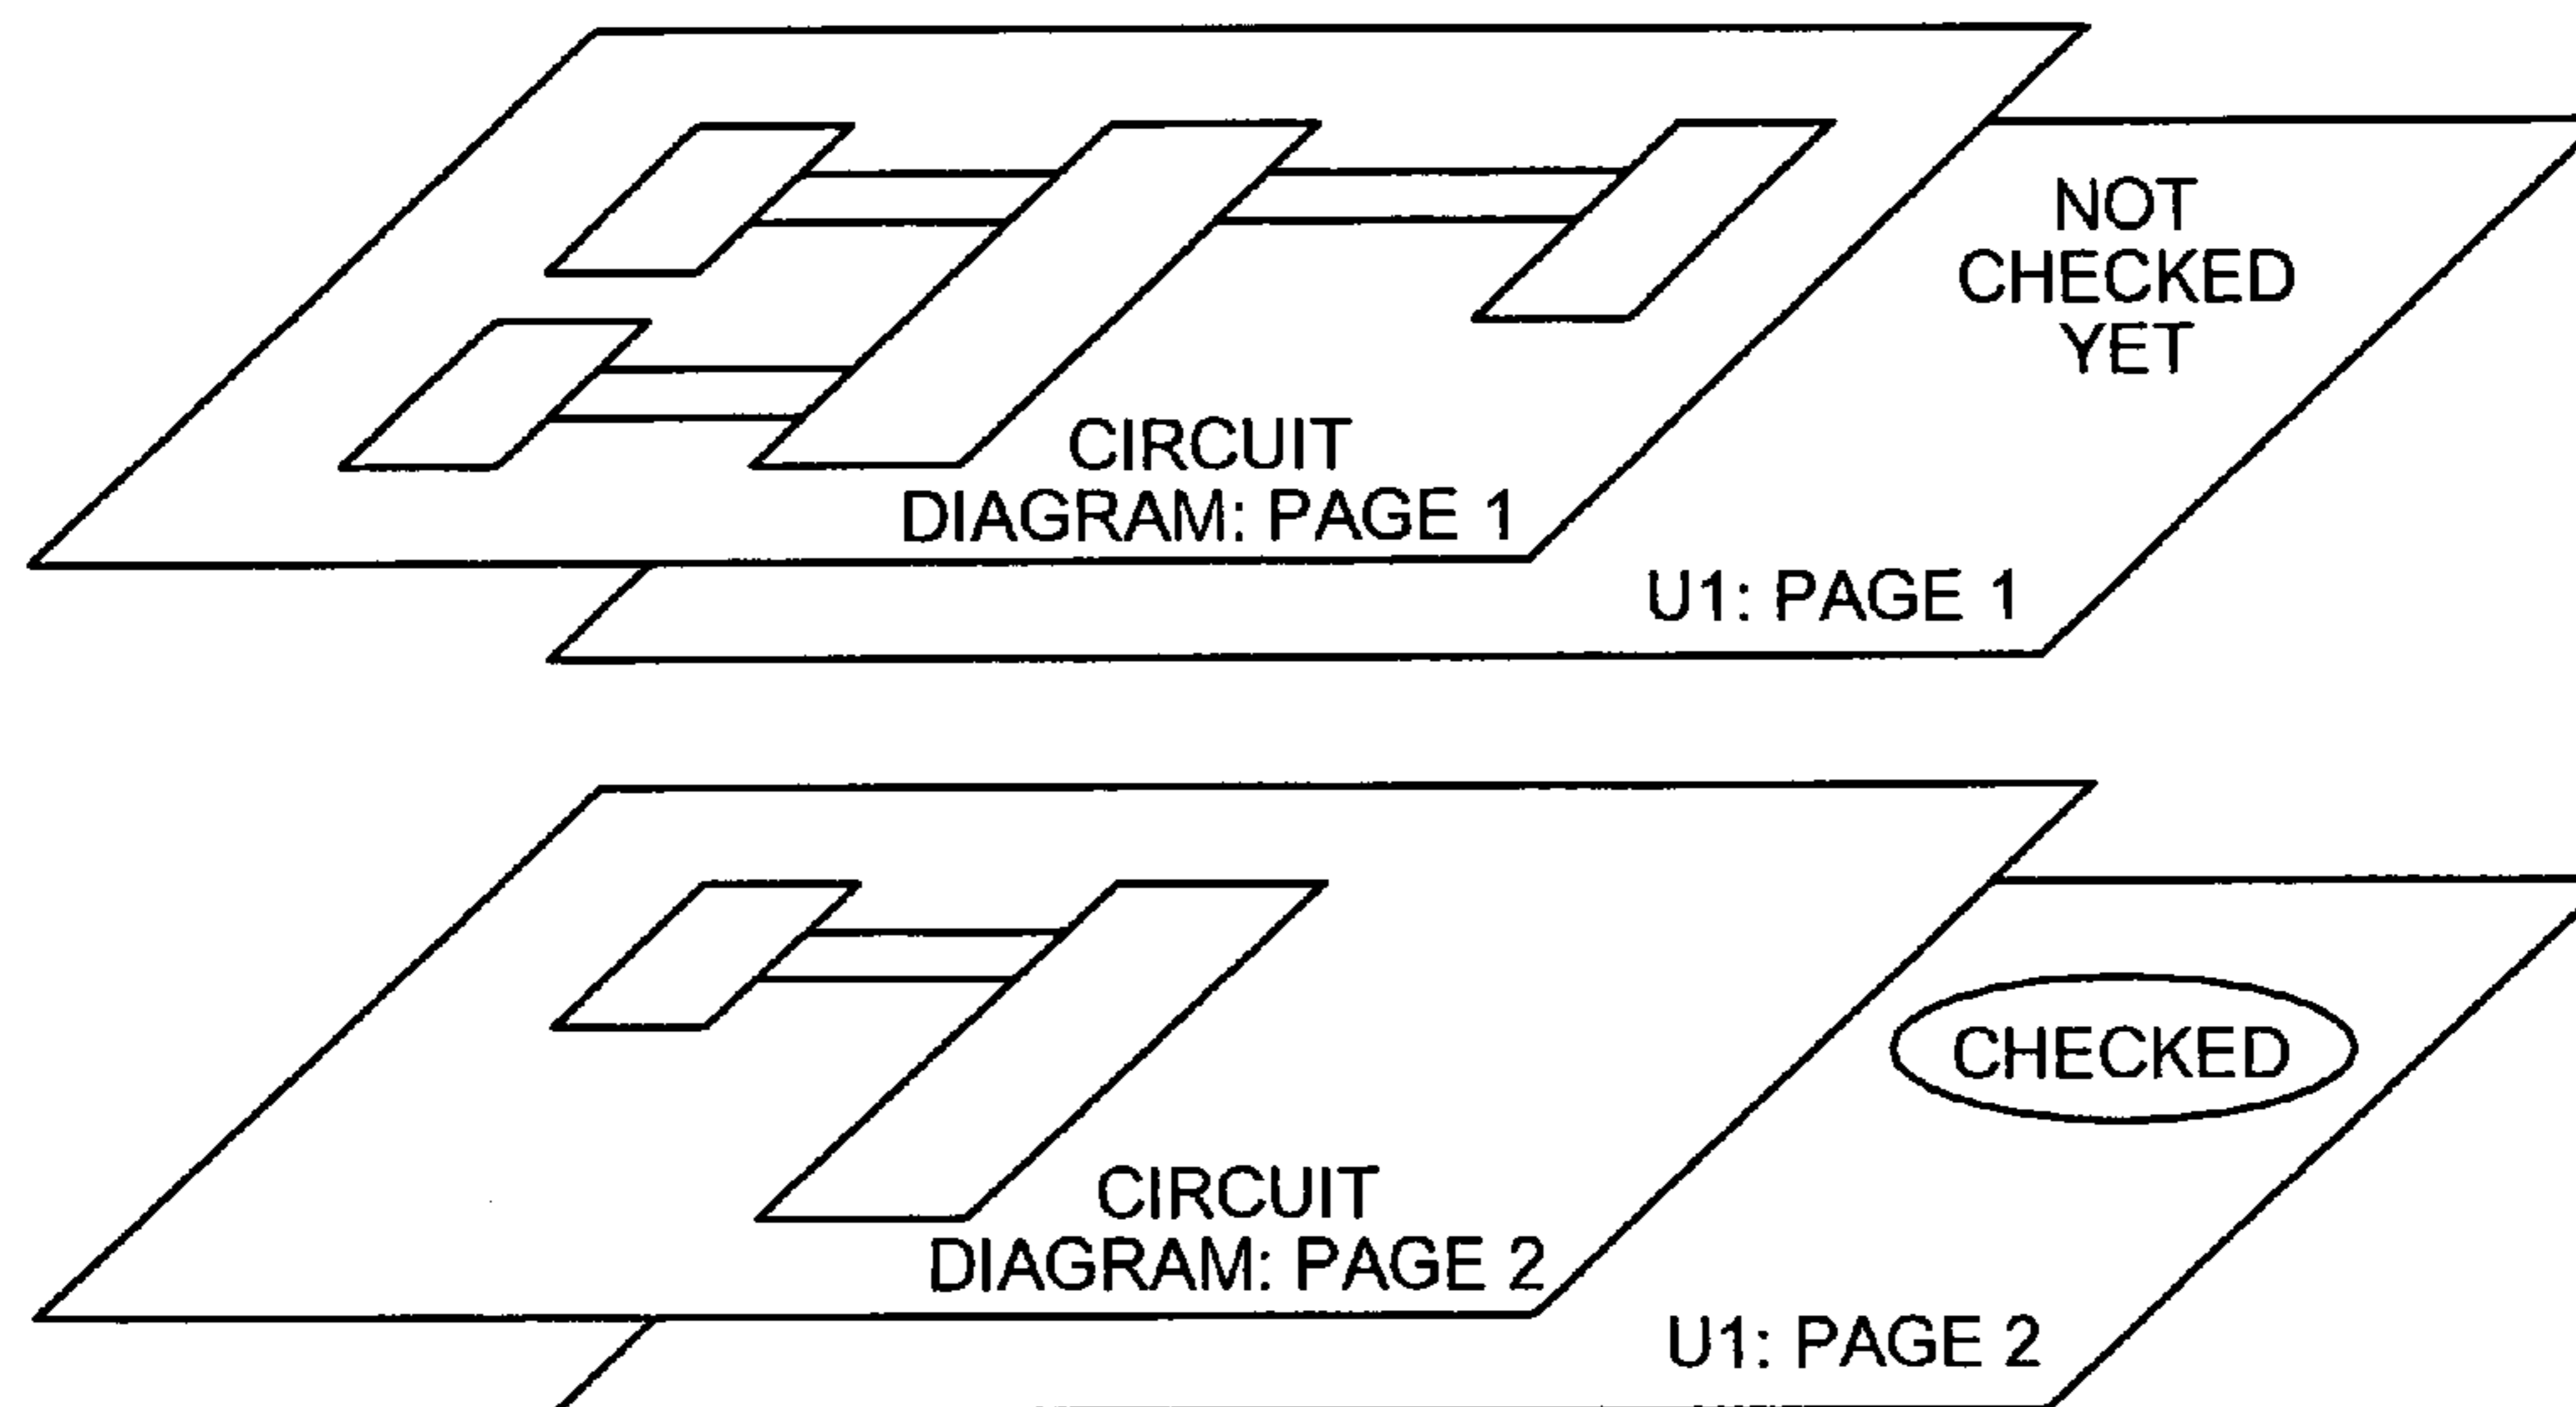 NOT
CHECKED
YET
CIRCUIT
DIAGRAM: PAGE 1
U1: PAGE 1
CHECKED
CIRCUIT
DIAGRAM: PAGE 2
U1: PAGE 2